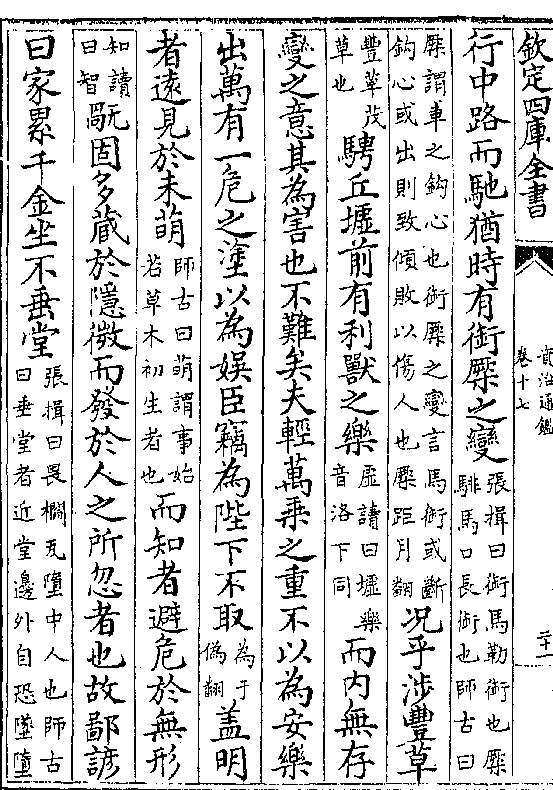 欽定四庫全書
資治通鑑
卷十七
二十一
行中路而馳猶時有銜橛之變張揖曰銜馬勒銜也橛騑馬口長銜也師古曰
橛謂車之鉤心也銜橛之變言馬銜或斷鉤心或出則致傾敗以傷人也橛距月翻况乎涉豐草
豐草茂草也騁丘墟前有利獸之樂虛讀曰墟樂音洛下同而内無存
變之意其為害也不難矣夫輕萬乘之重不以為安樂
出萬有一危之塗以為娛臣竊為陛下不取為于偽翻蓋明
者遠見於未萌師古曰萌謂事始若草木初生者也而知者避危於無形
知讀曰智旤固多藏於隱微而發於人之所忽者也故鄙諺
曰家累千金坐不垂堂張揖曰畏櫩瓦墮中人也師古曰垂堂者近堂邊外自恐墜墮